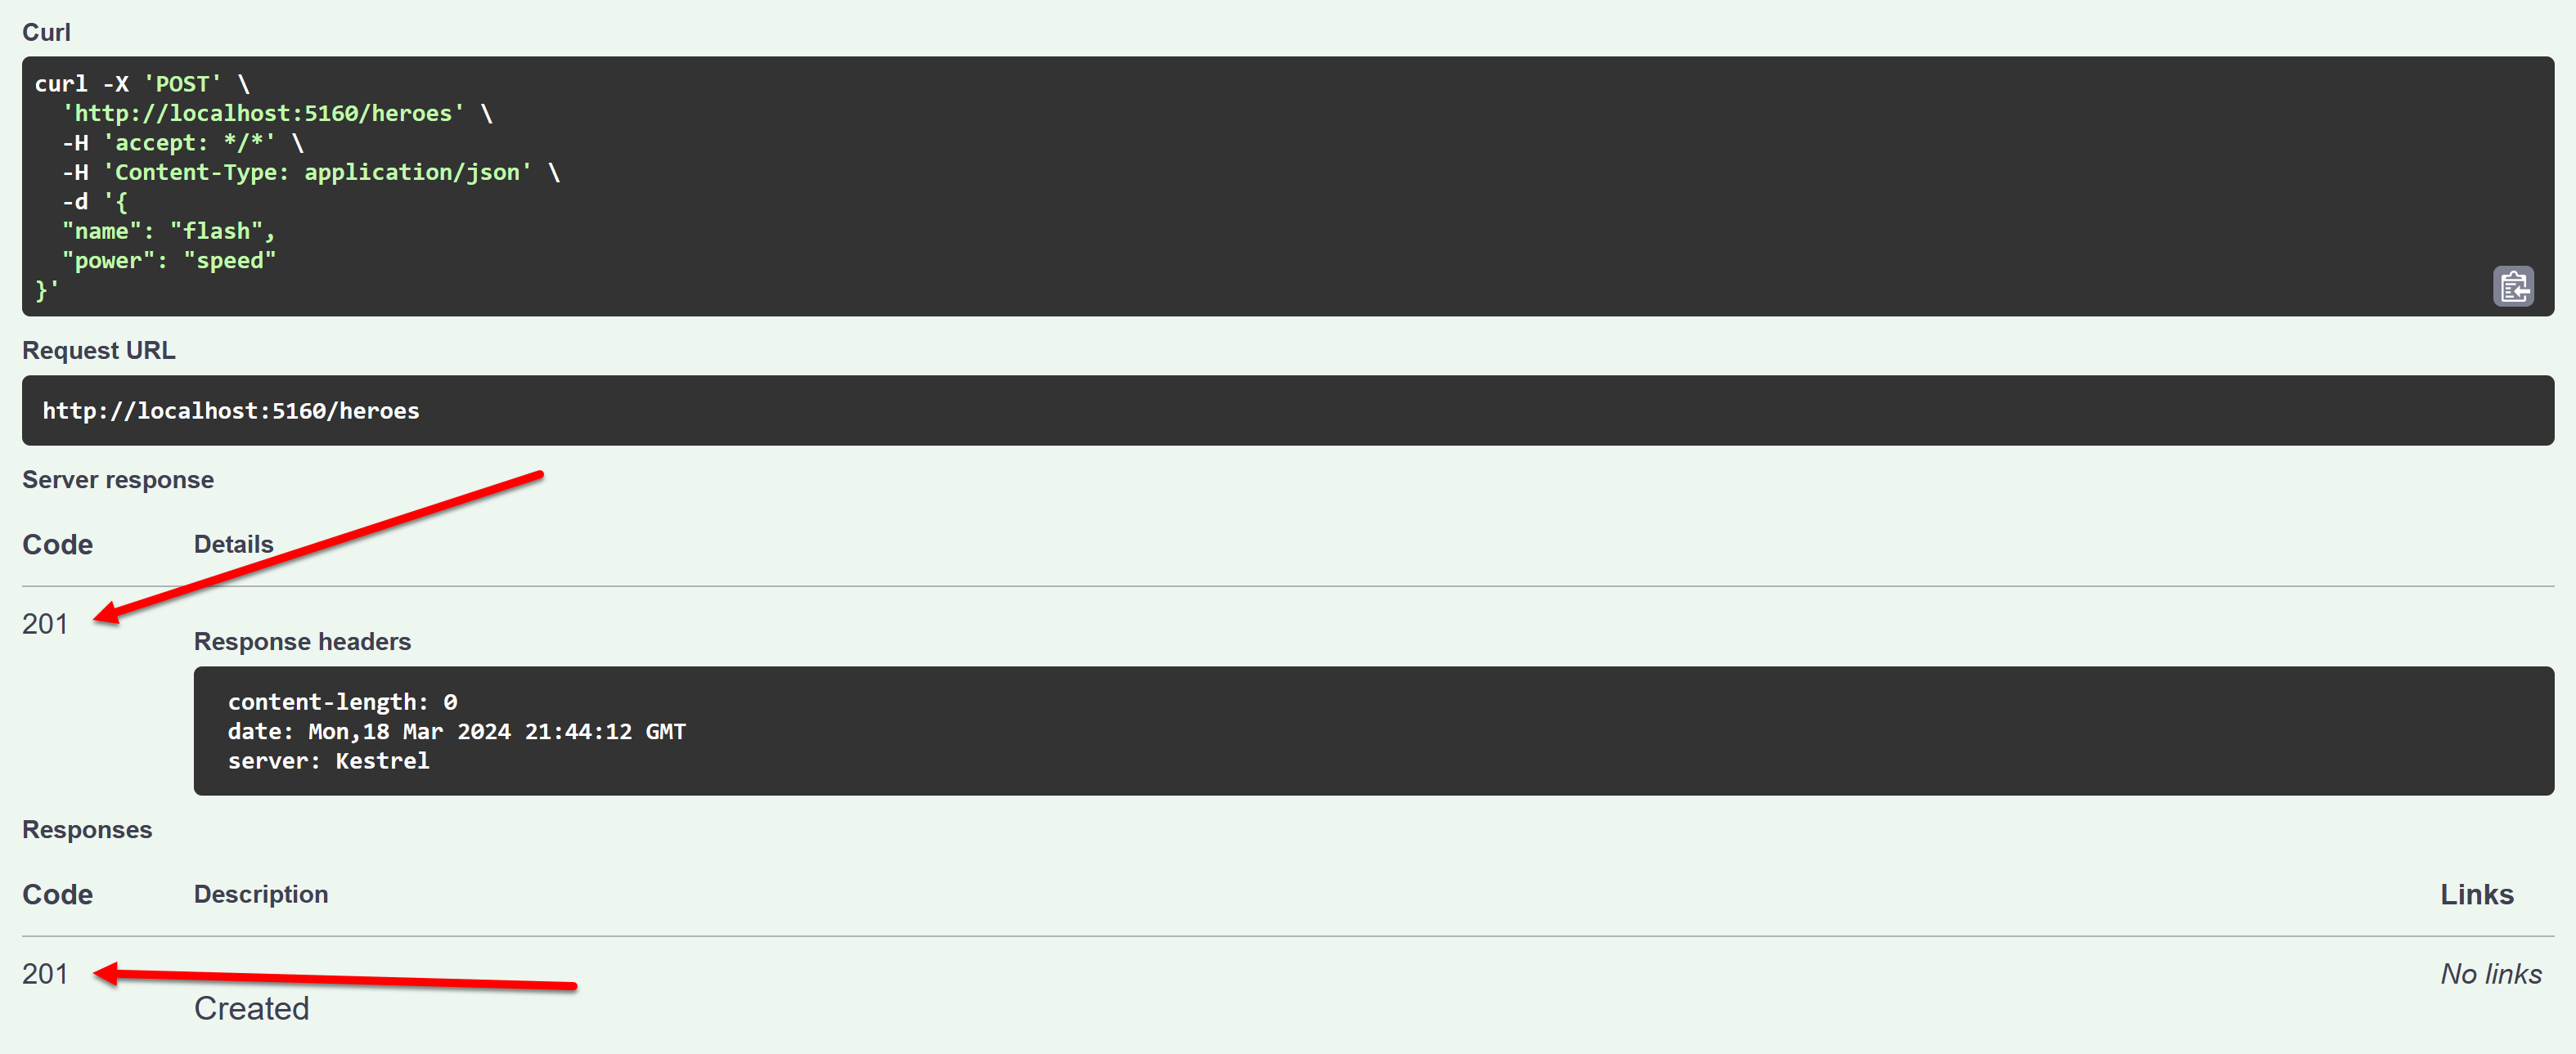 Curl
curl -X 'POST' \
  'http://localhost:5160/heroes' \
  -H 'accept: */*' \
  -H 'Content-Type: application/json' \
  -d '{
  "name": "flash",
  "power": "speed"
}'
Request URL
http://localhost:5160/heroes
Server response
Code Details
201
Response headers
content-length: 0
date: Mon,18 Mar 2024 21:44:12 GMT
server: Kestrel
Responses
Code Description Links
201 No links
Created